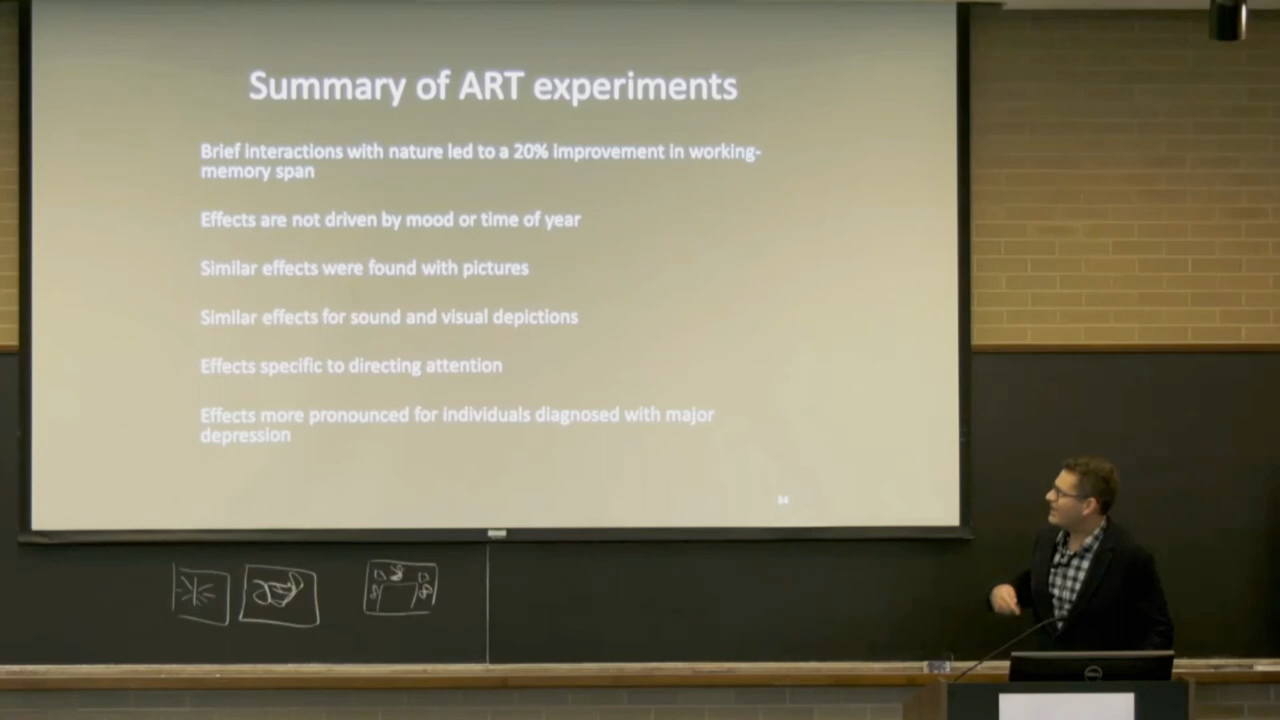 Summary of ART experiments
Brief interactions with nature led to a 20% improvement in working-
memory span
Effects are not driven by mood or time of year
Similar effects were found with pictures
Similar effects for sound and visual depictions
Effects specific to directing attention
Effects more pronounced for individuals diagnosed with major
depression
DELL